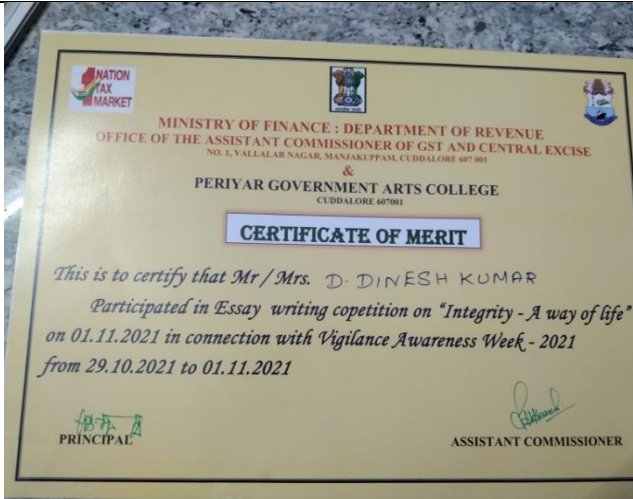 NATION
TAX
MARKET
MINISTRY OF FINANCE : DEPARTMENT OF REVENUE
OFFICE OF THE ASSISTANT COMMISSIONER OF GST AND CENTRAL EXCISE
NO. 1, VALLALAR NAGAR, MANJAKUPPAM, CUDDALORE 607 001
&
PERIYAR GOVERNMENT ARTS COLLEGE
CUDDALORE 607001
CERTIFICATE OF MERIT
This is to certify that Mr / Mrs. D. DINESH KUMAR
Participated in Essay writing copetition on "Integrity - A way of life"
on 01.11.2021 in connection with Vigilance Awareness Week - 2021
from 29.10.2021 to 01.11.2021
PRINCIPAL
ASSISTANT COMMISSIONER